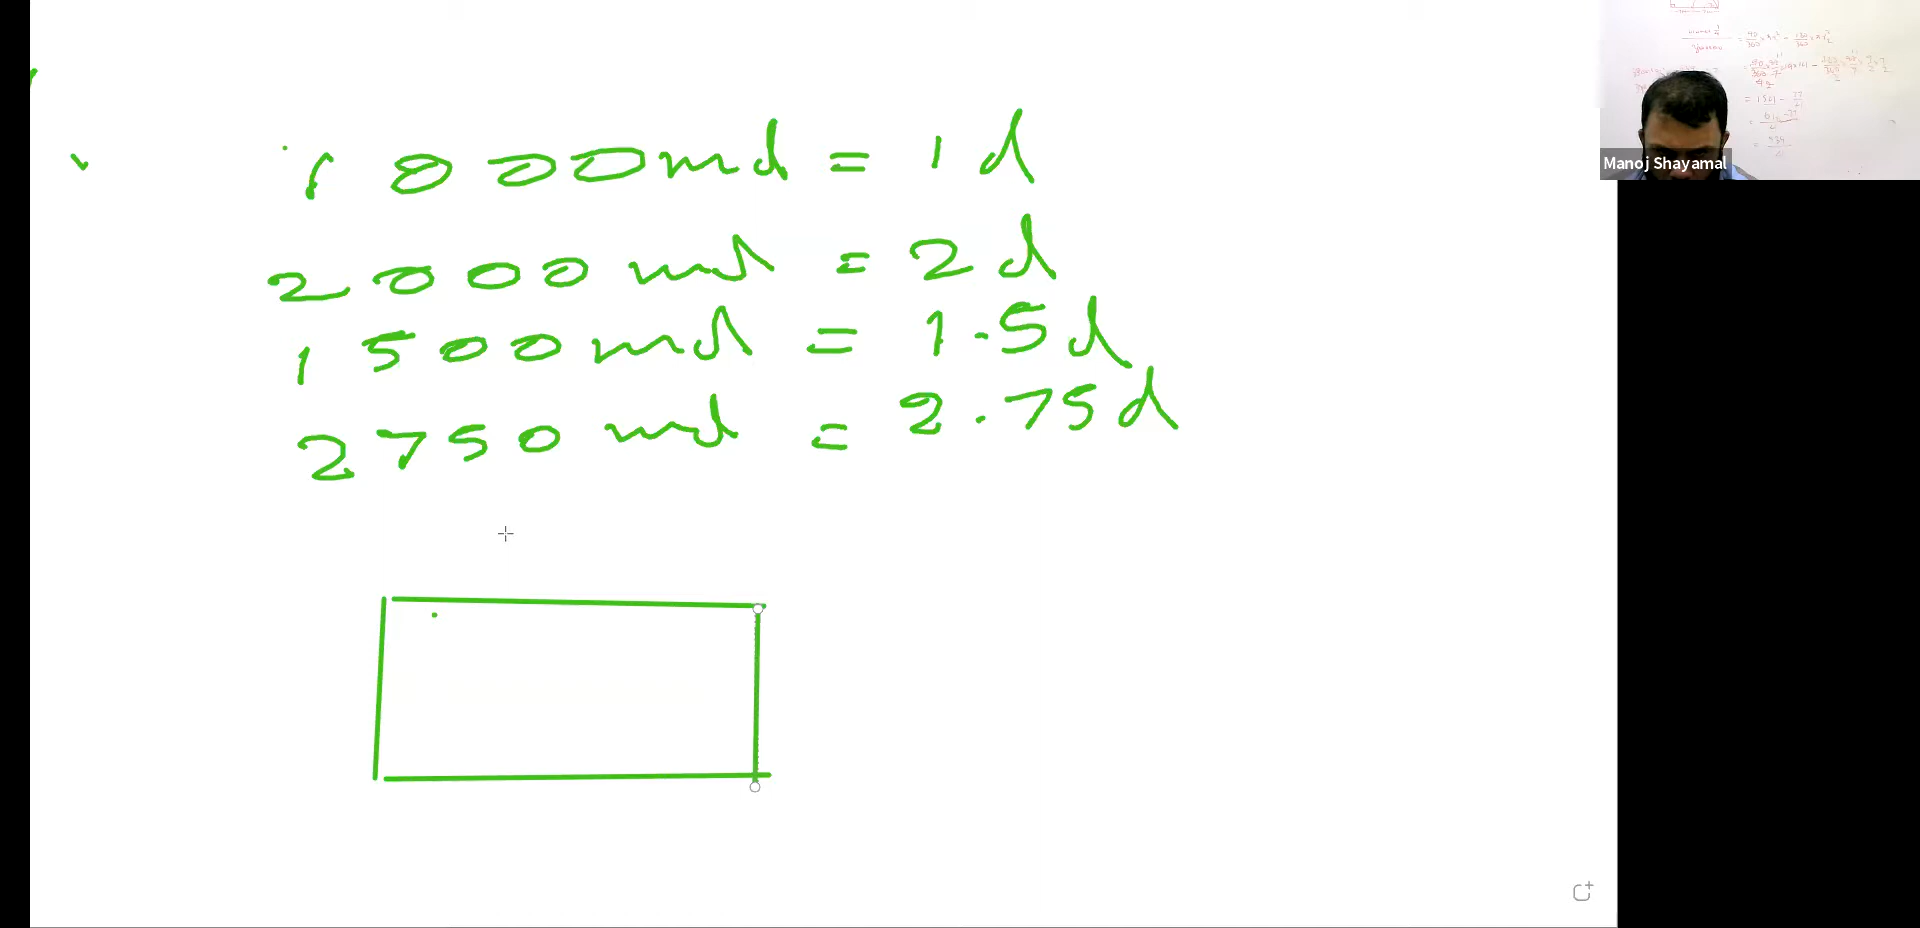 1000ml = 1l
2000ml = 2l
1500ml = 1.5l
2750ml = 2.75l
Manoj Shayamal